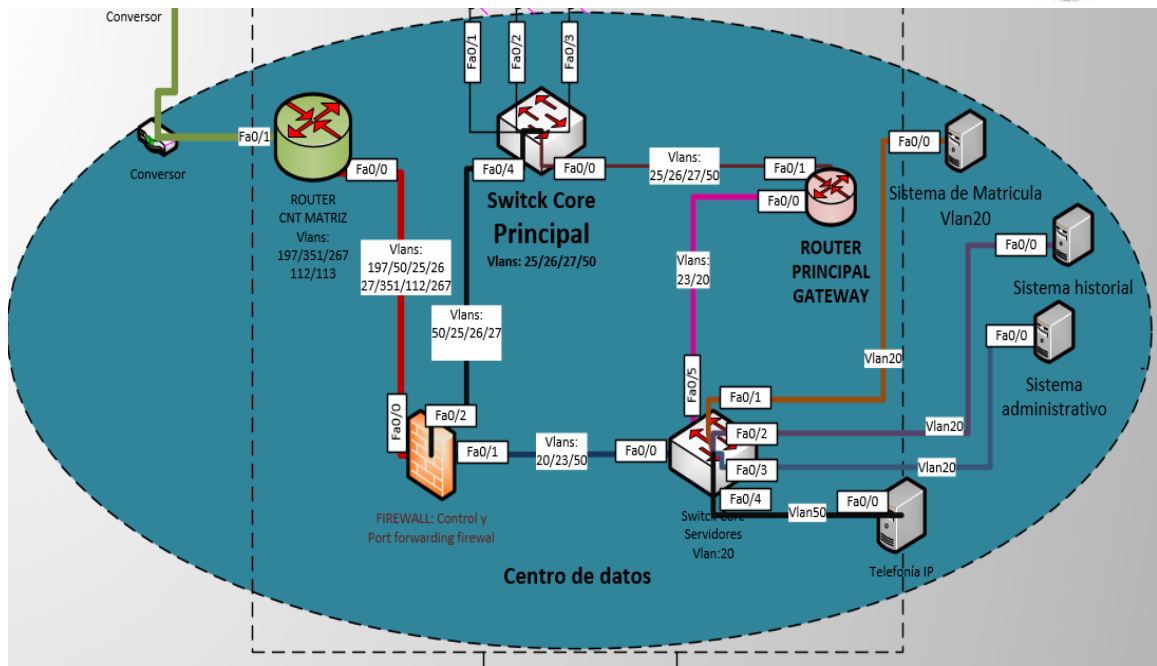 Conversor
Fa0/1
Fa0/2
Fa0/3
Conversor
Fa0/1
Fa0/0
ROUTER
CNT MATRIZ
Vlans:
197/351/267
112/113
Fa0/4
Fa0/0
Switck Core
Principal
Vlans: 25/26/27/50
Vlans:
25/26/27/50
Fa0/1
Fa0/0
ROUTER
PRINCIPAL
GATEWAY
Fa0/0
Sistema de Matricula
Vlan20
Fa0/0
Sistema historial
Fa0/0
Sistema
administrativo
Vlans:
197/50/25/26
27/351/112/267
Vlans:
50/25/26/27
Vlans:
23/20
Vlan20
Fa0/5
Fa0/1
Fa0/0
Fa0/2
Fa0/1
Vlans:
20/23/50
Fa0/0
Fa0/2
Vlan20
Fa0/3
Vlan20
Fa0/4
Vlan50
Fa0/0
FIREWALL: Control y
Port forwarding firewal
Switck Core
Servidores
Vlan:20
Telefonía IP
Centro de datos